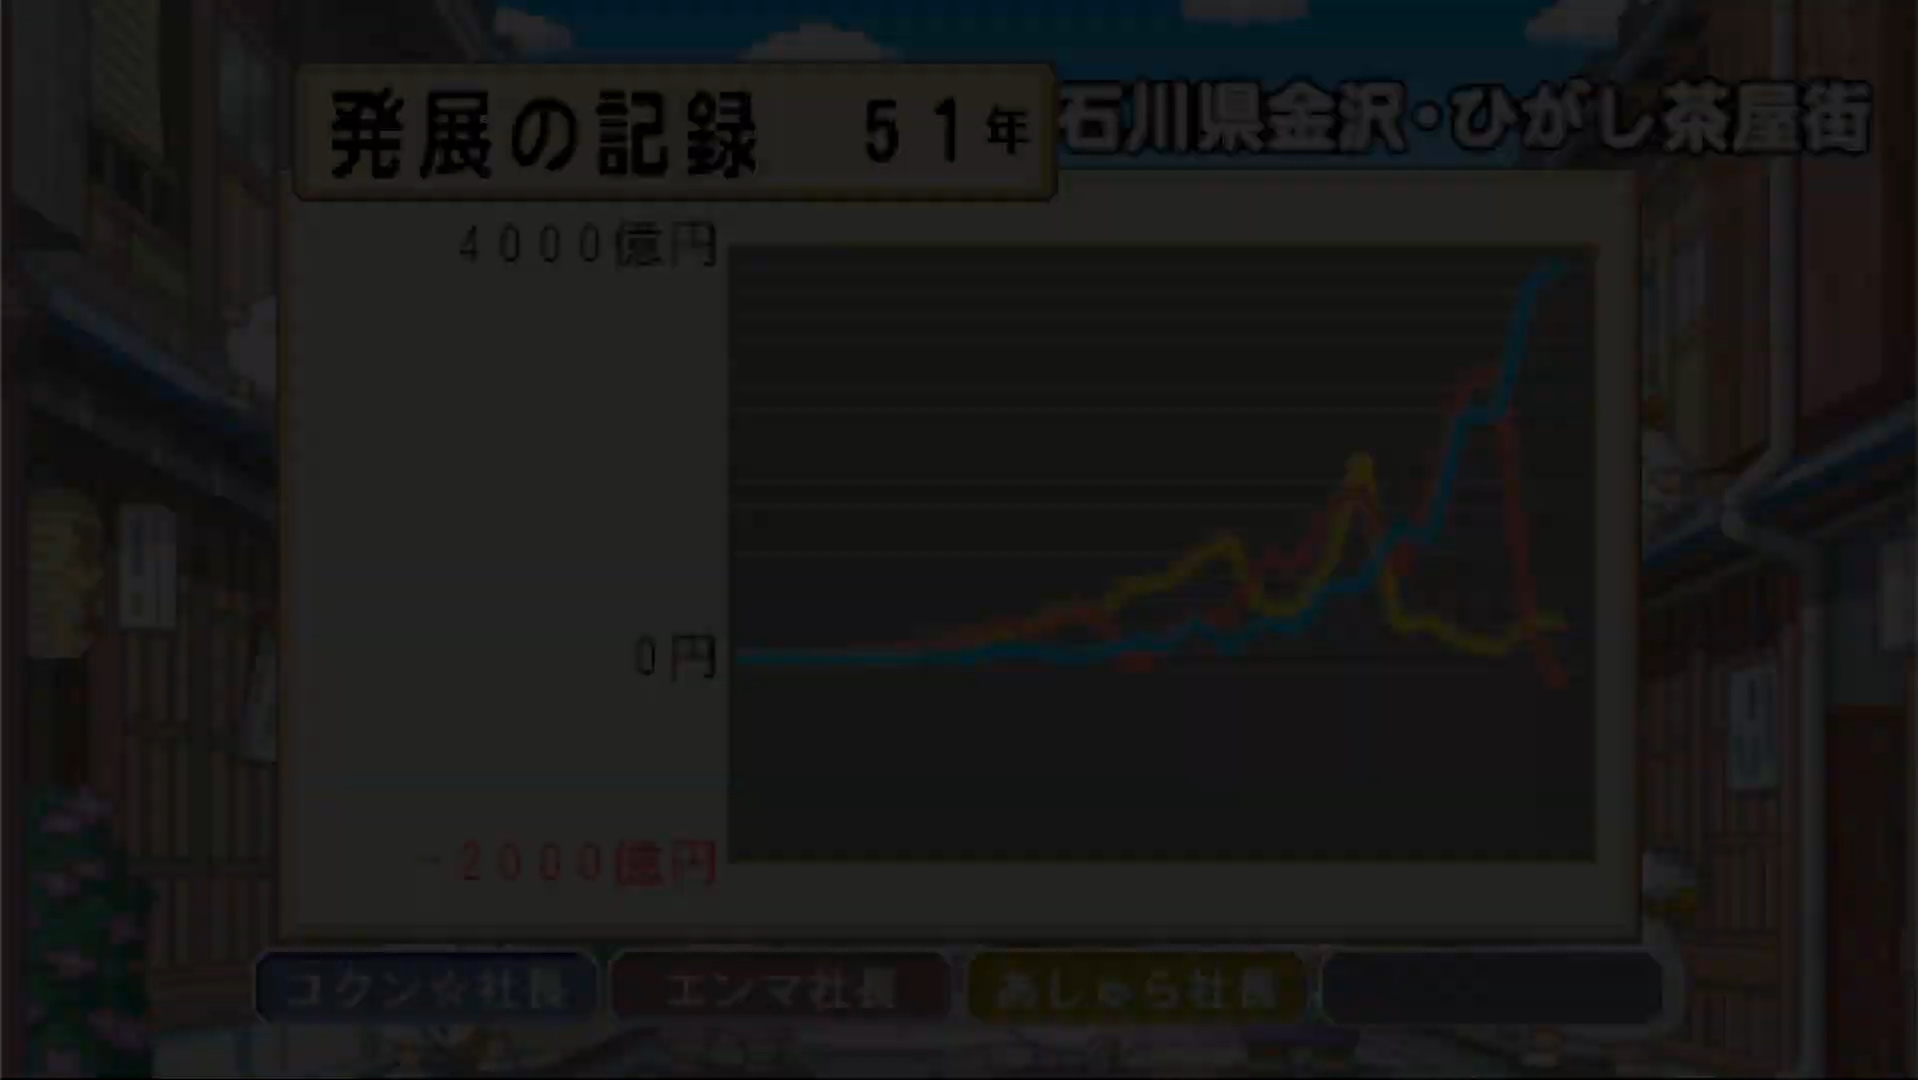 発展の記録 51年
石川県金沢・ひがし茶屋街
4000億円
0円
-2000億円
コクン☆社長 エンマ社長 あしゅら社長